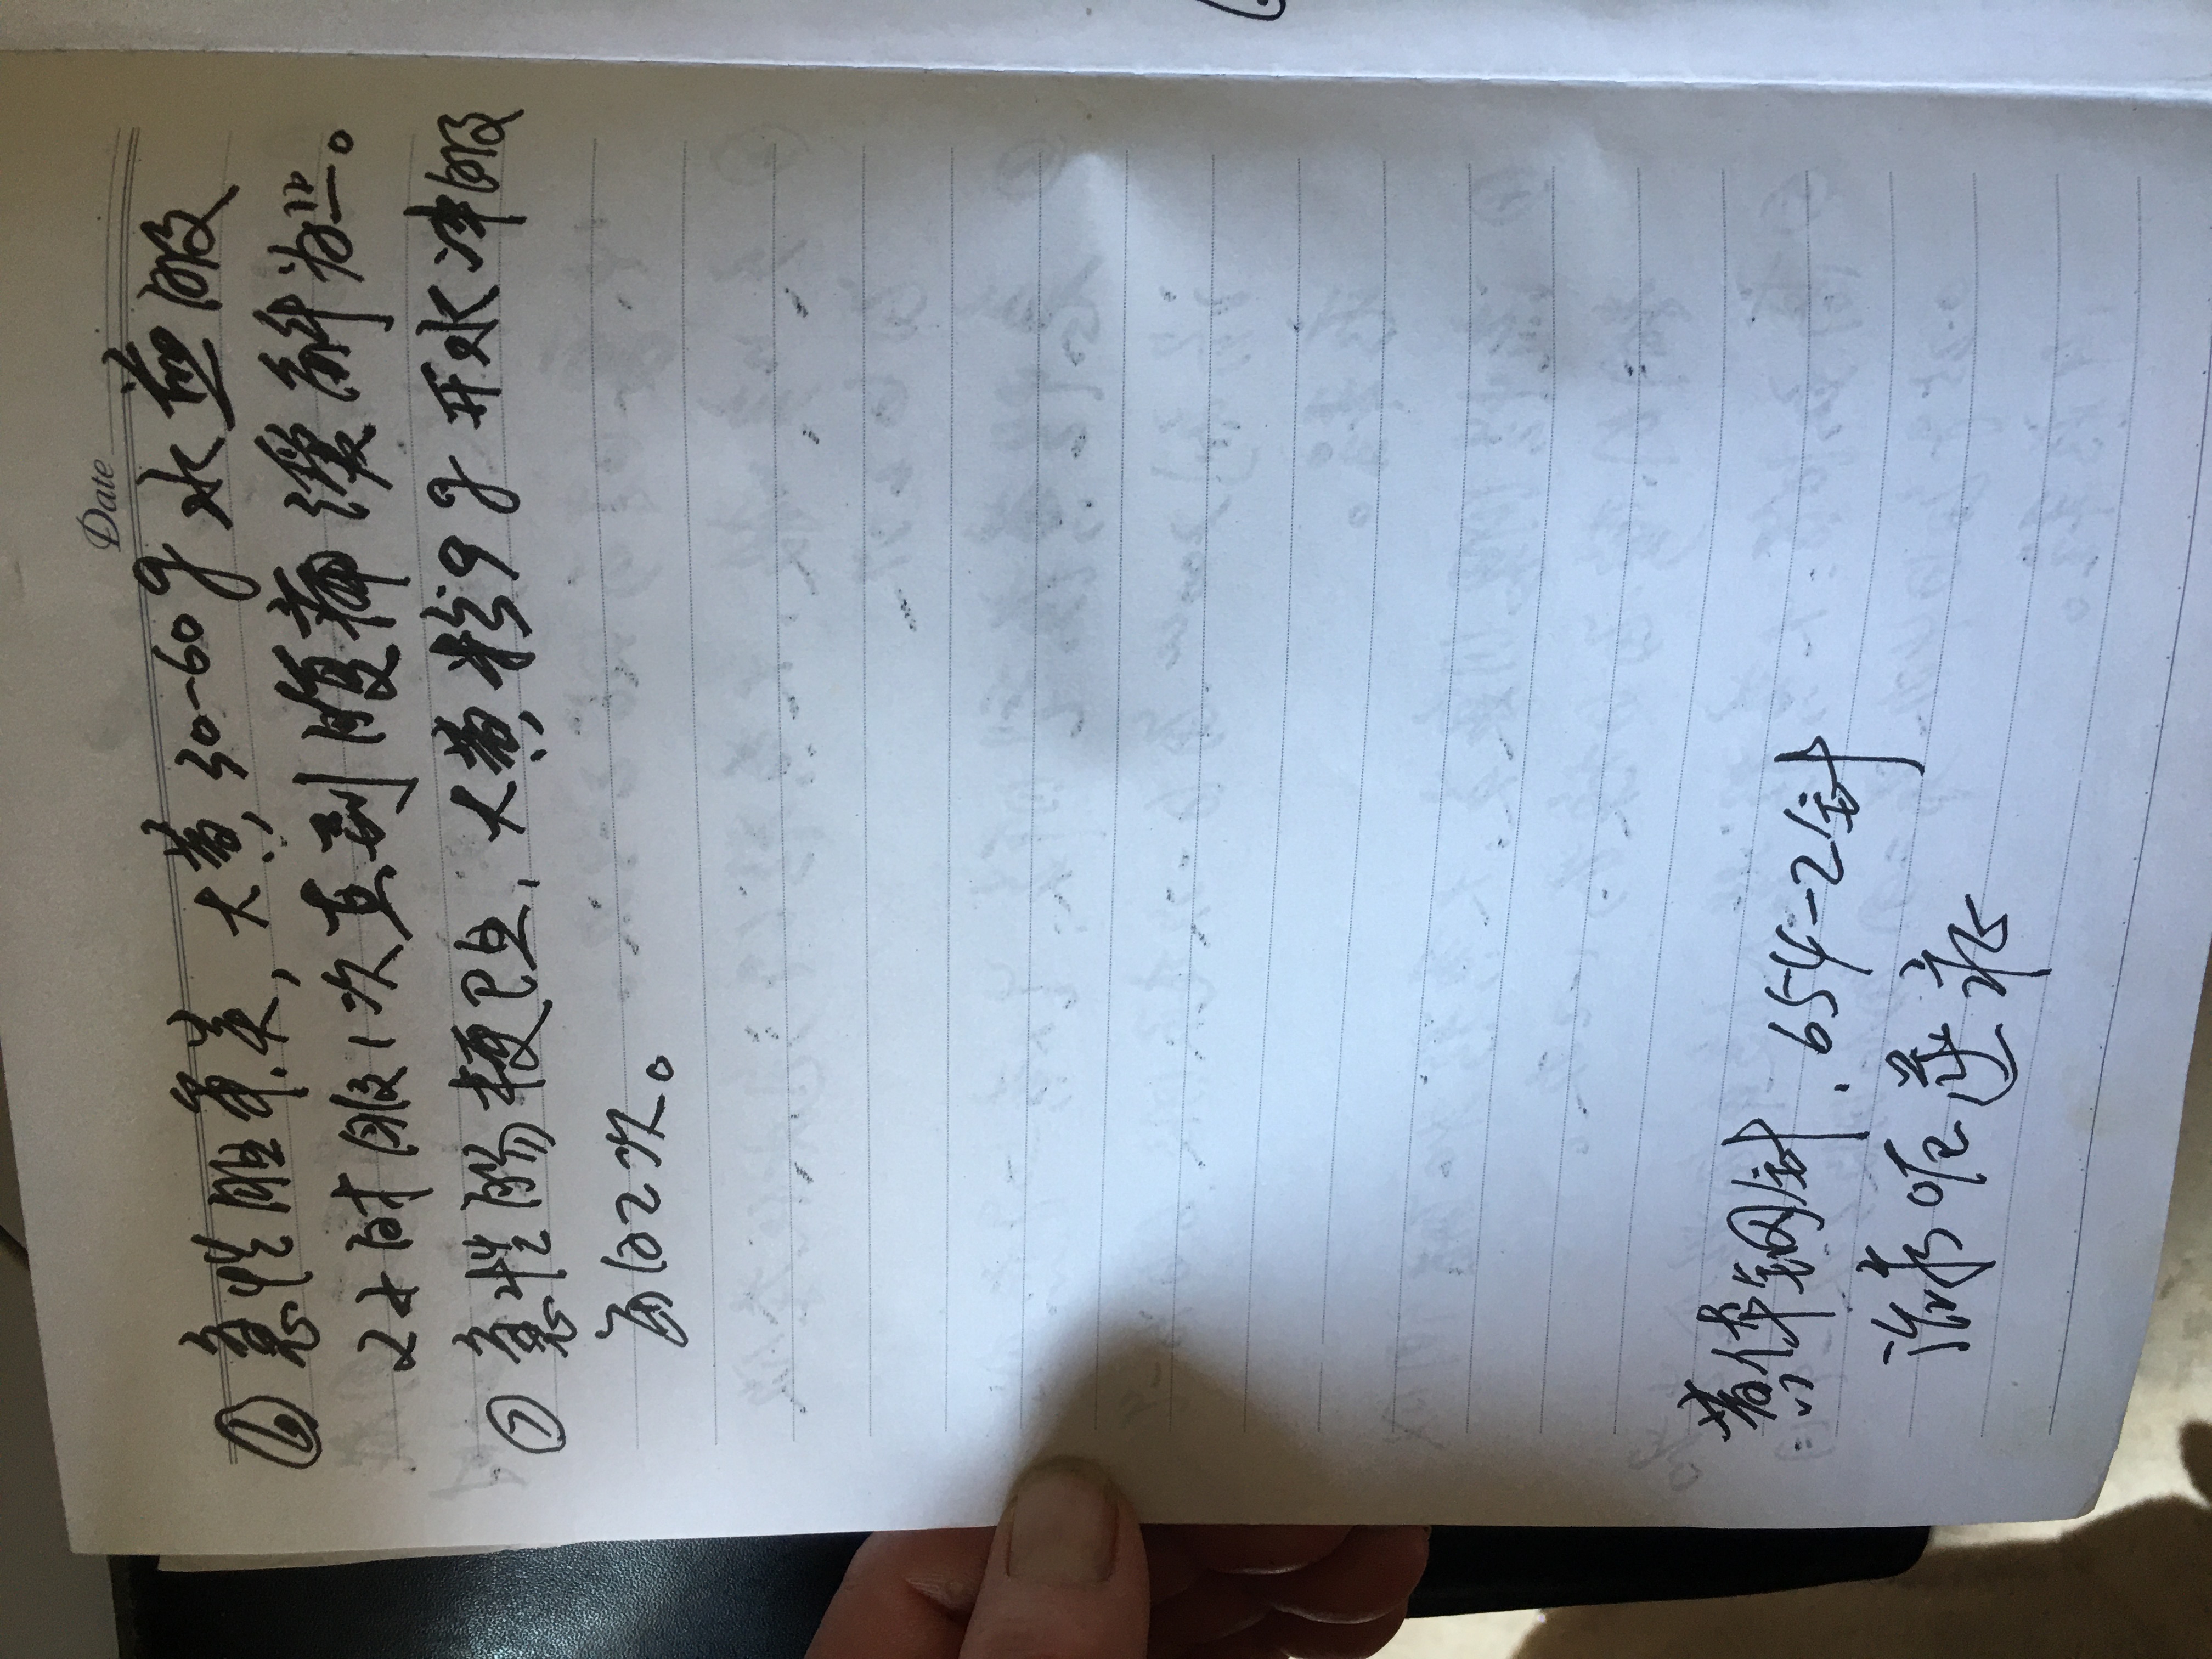 Date
⑥急性胆囊炎,大黄30-60g水煎服
2小时服1次直到腹痛缓解为止。
⑦急性肠梗阻,大黄粉9g开水冲服
每日2次。
黄体酮针.654-2针
治疗呃逆症